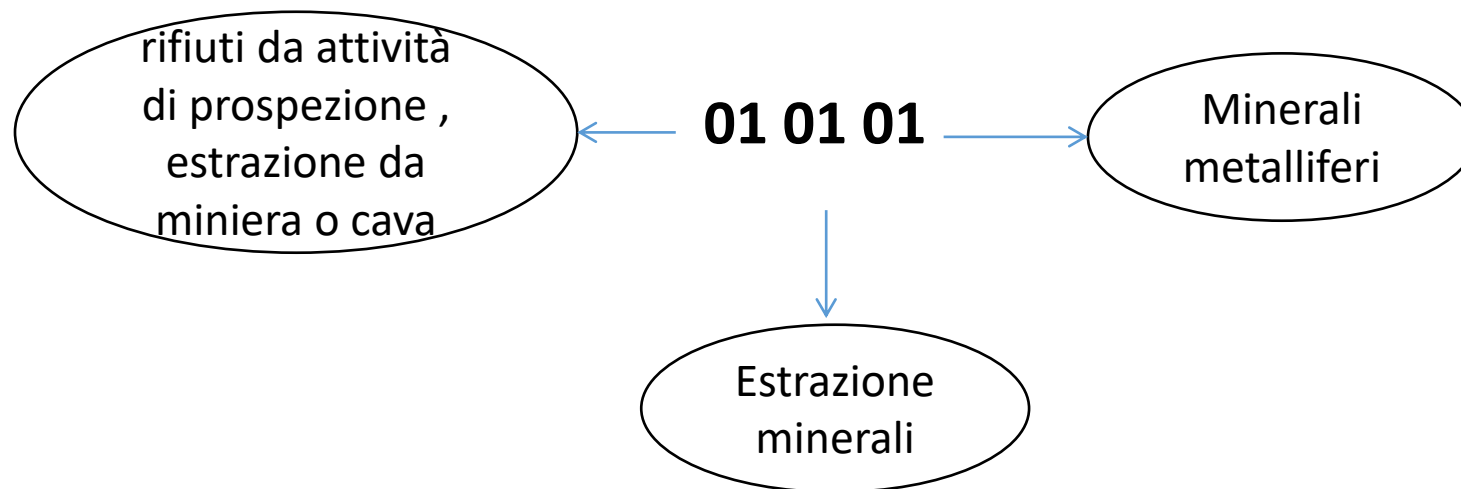 rifiuti da attività
di prospezione ,
estrazione da
miniera o cava
01 01 01
Minerali
metalliferi
Estrazione
minerali